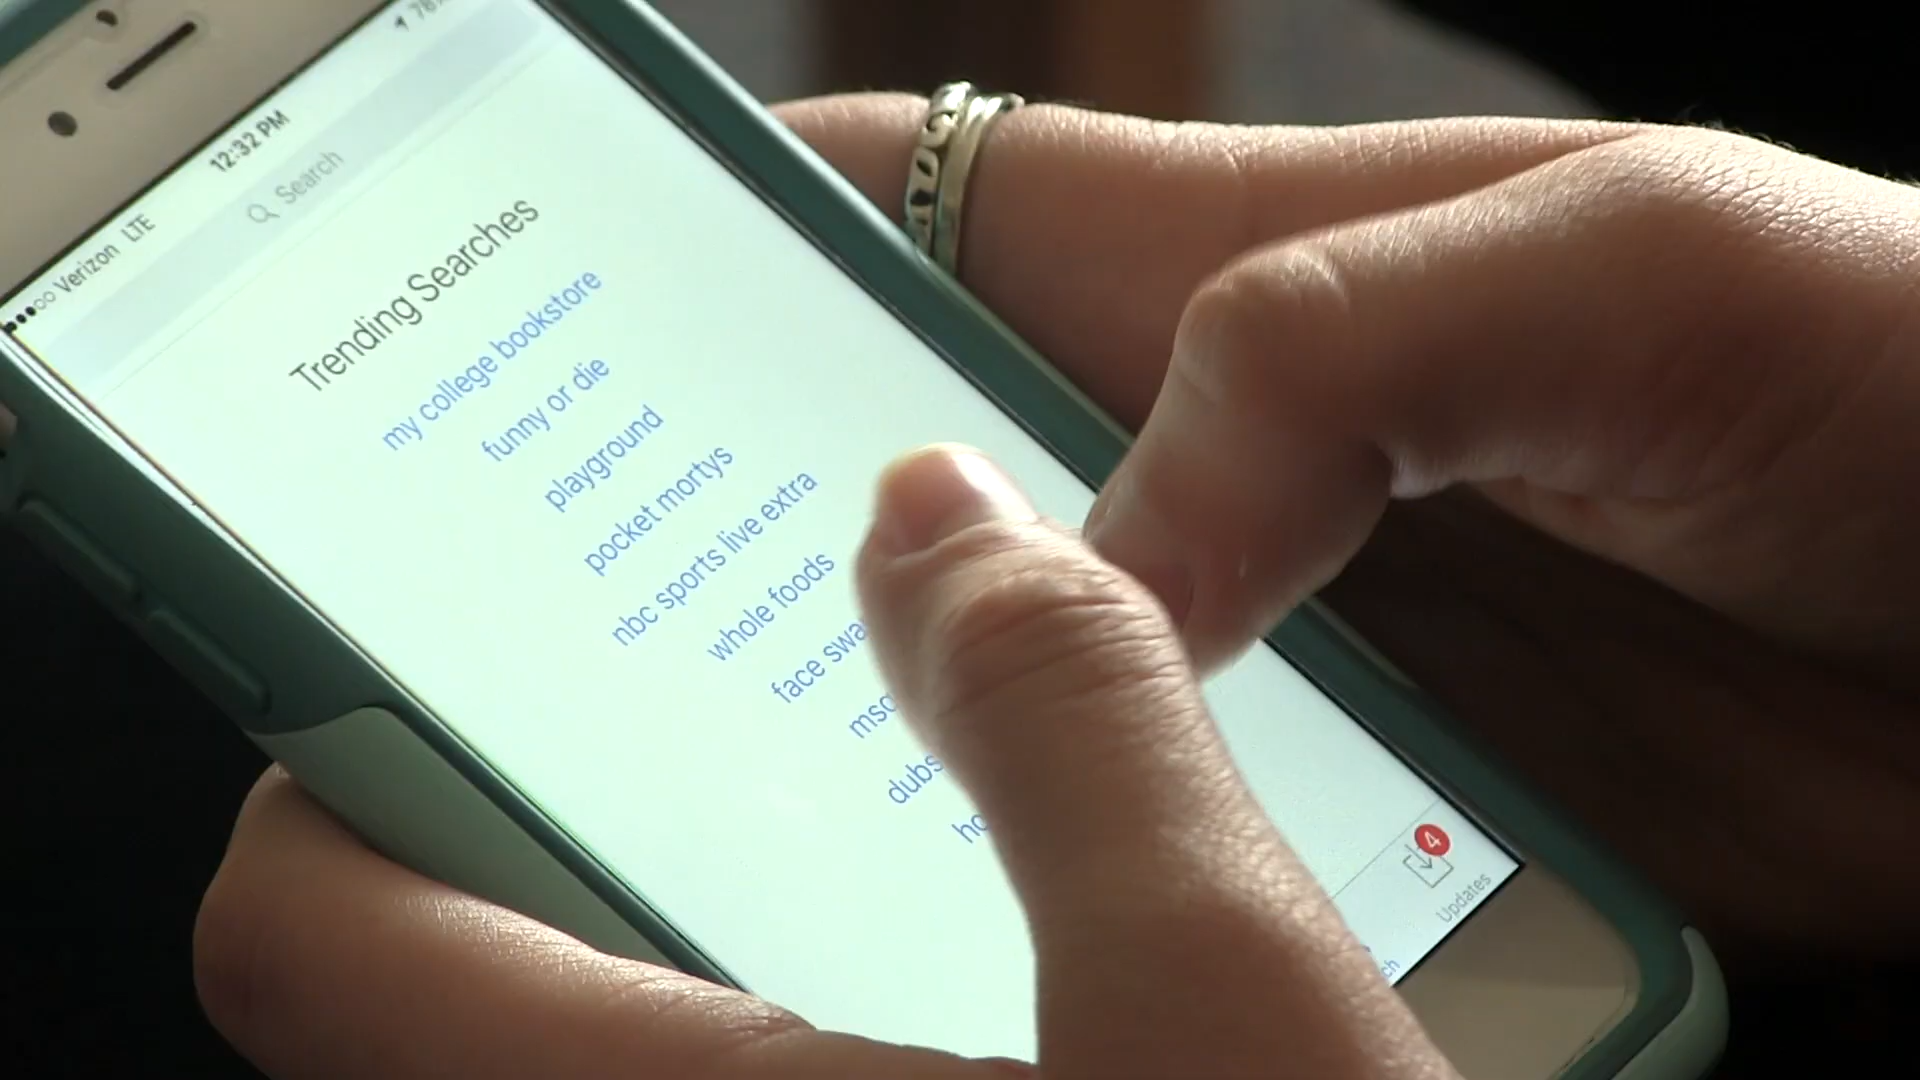 Verizon LTE 12:32 PM
Search
Trending Searches
my college bookstore
funny or die
playground
pocket mortys
nbc sports live extra
whole foods
face
4
Updates